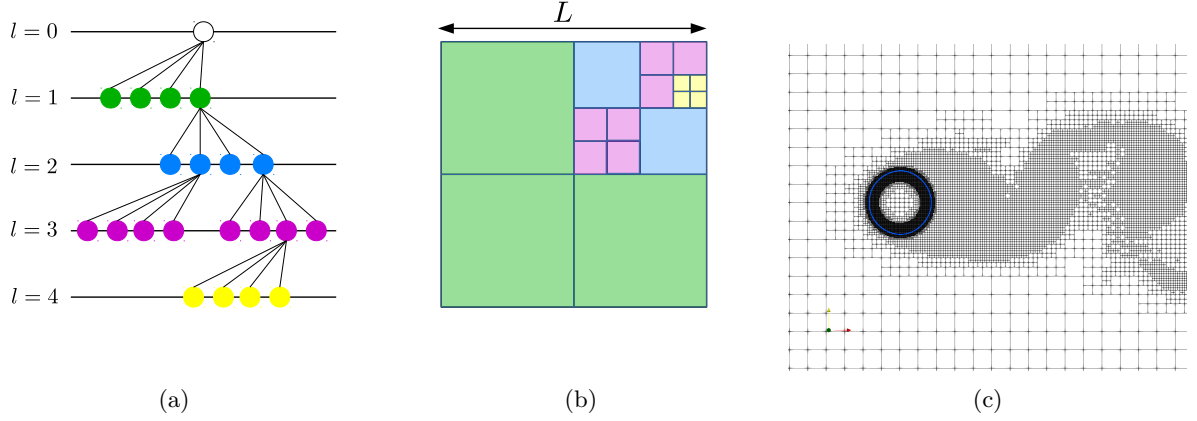 l = 0
l = 1
l = 2
l = 3
l = 4
L
(a)
(b)
(c)